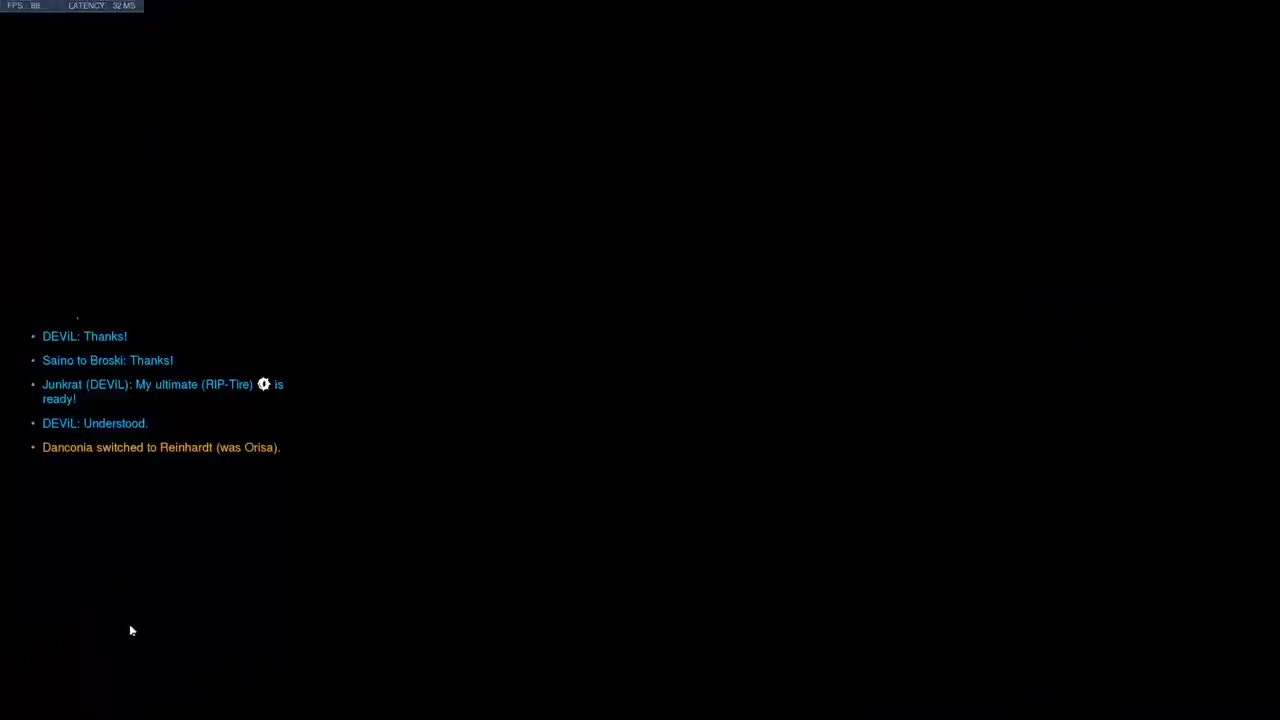 FPS: 88 LATENCY: 32 MS
• DEViL: Thanks!
• Saino to Broski: Thanks!
• Junkrat (DEViL): My ultimate (RIP-Tire) is
ready!
• DEViL: Understood.
• Danconia switched to Reinhardt (was Orisa).